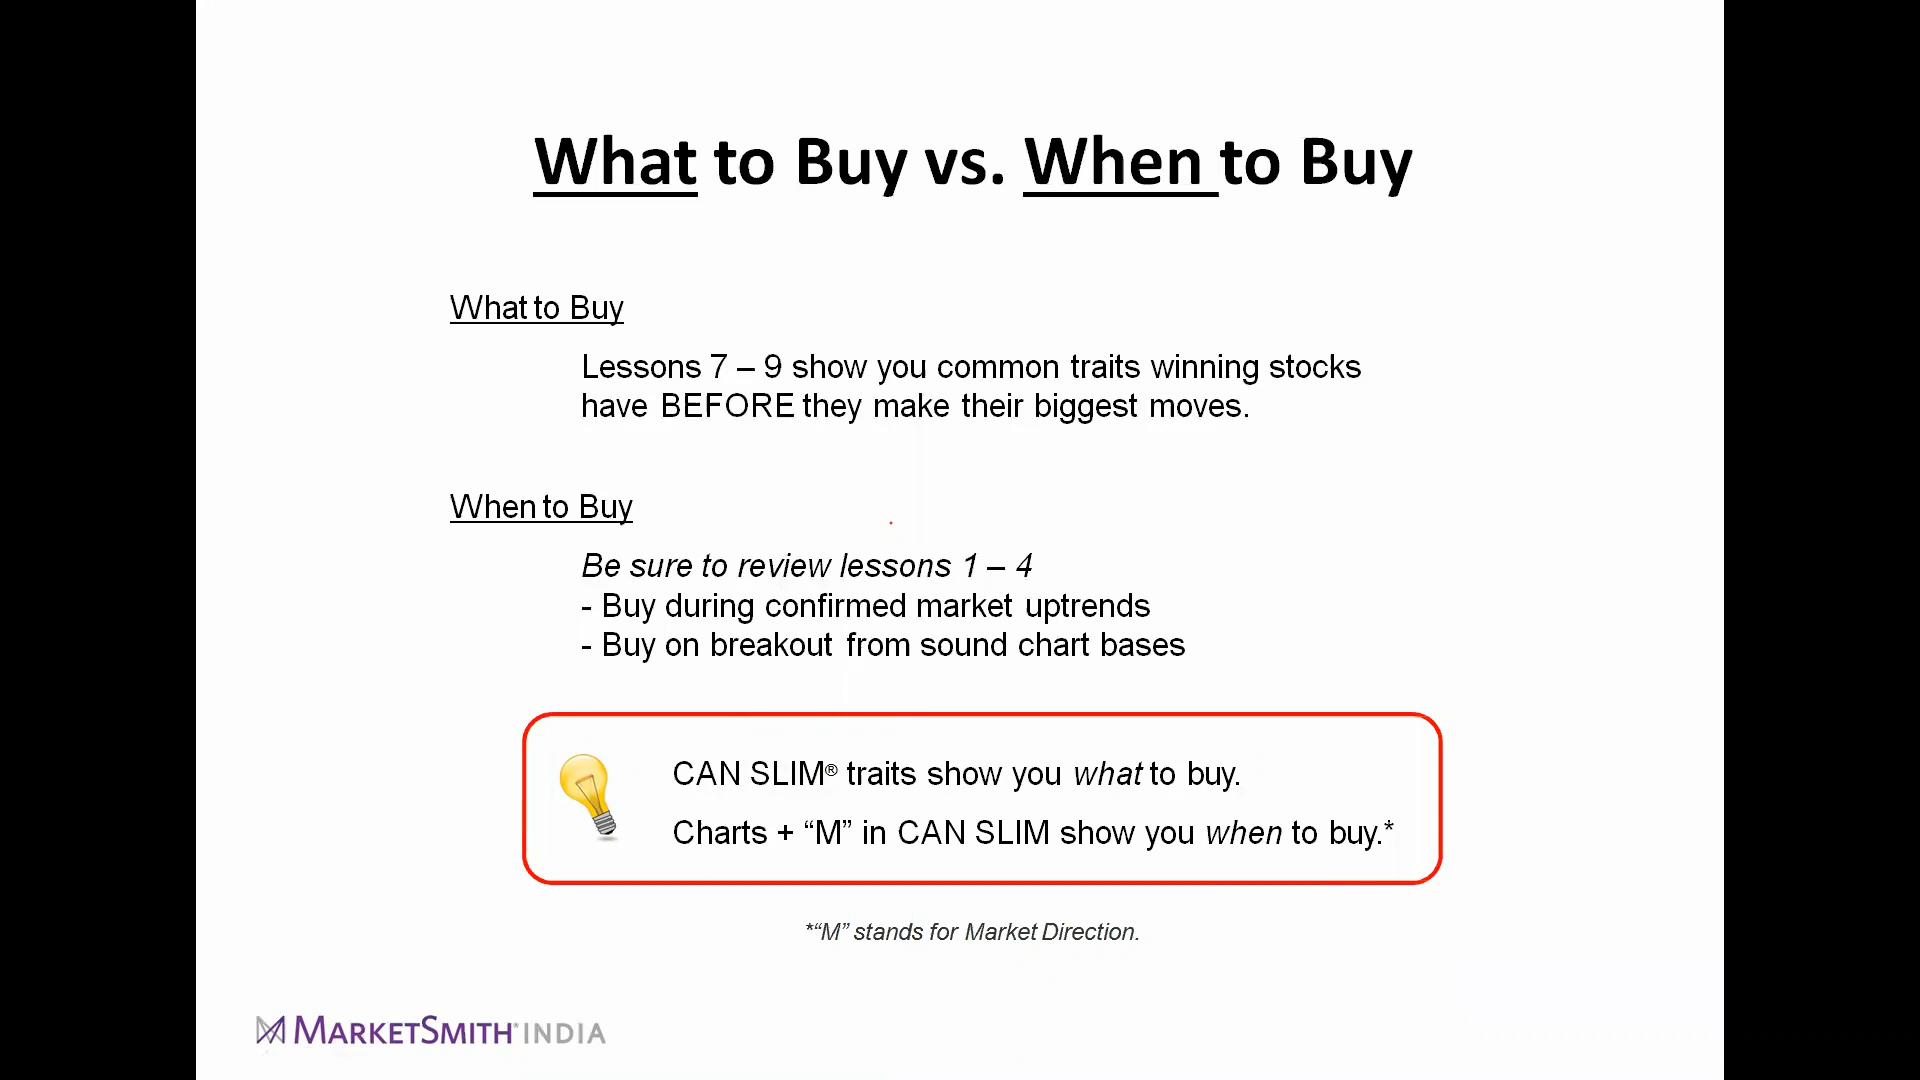 What to Buy vs. When to Buy
What to Buy
Lessons 7 – 9 show you common traits winning stocks
have BEFORE they make their biggest moves.
When to Buy
Be sure to review lessons 1 – 4
- Buy during confirmed market uptrends
- Buy on breakout from sound chart bases
CAN SLIM® traits show you what to buy.
Charts + “M” in CAN SLIM show you when to buy.*
*“M” stands for Market Direction.
MARKETSMITH® INDIA